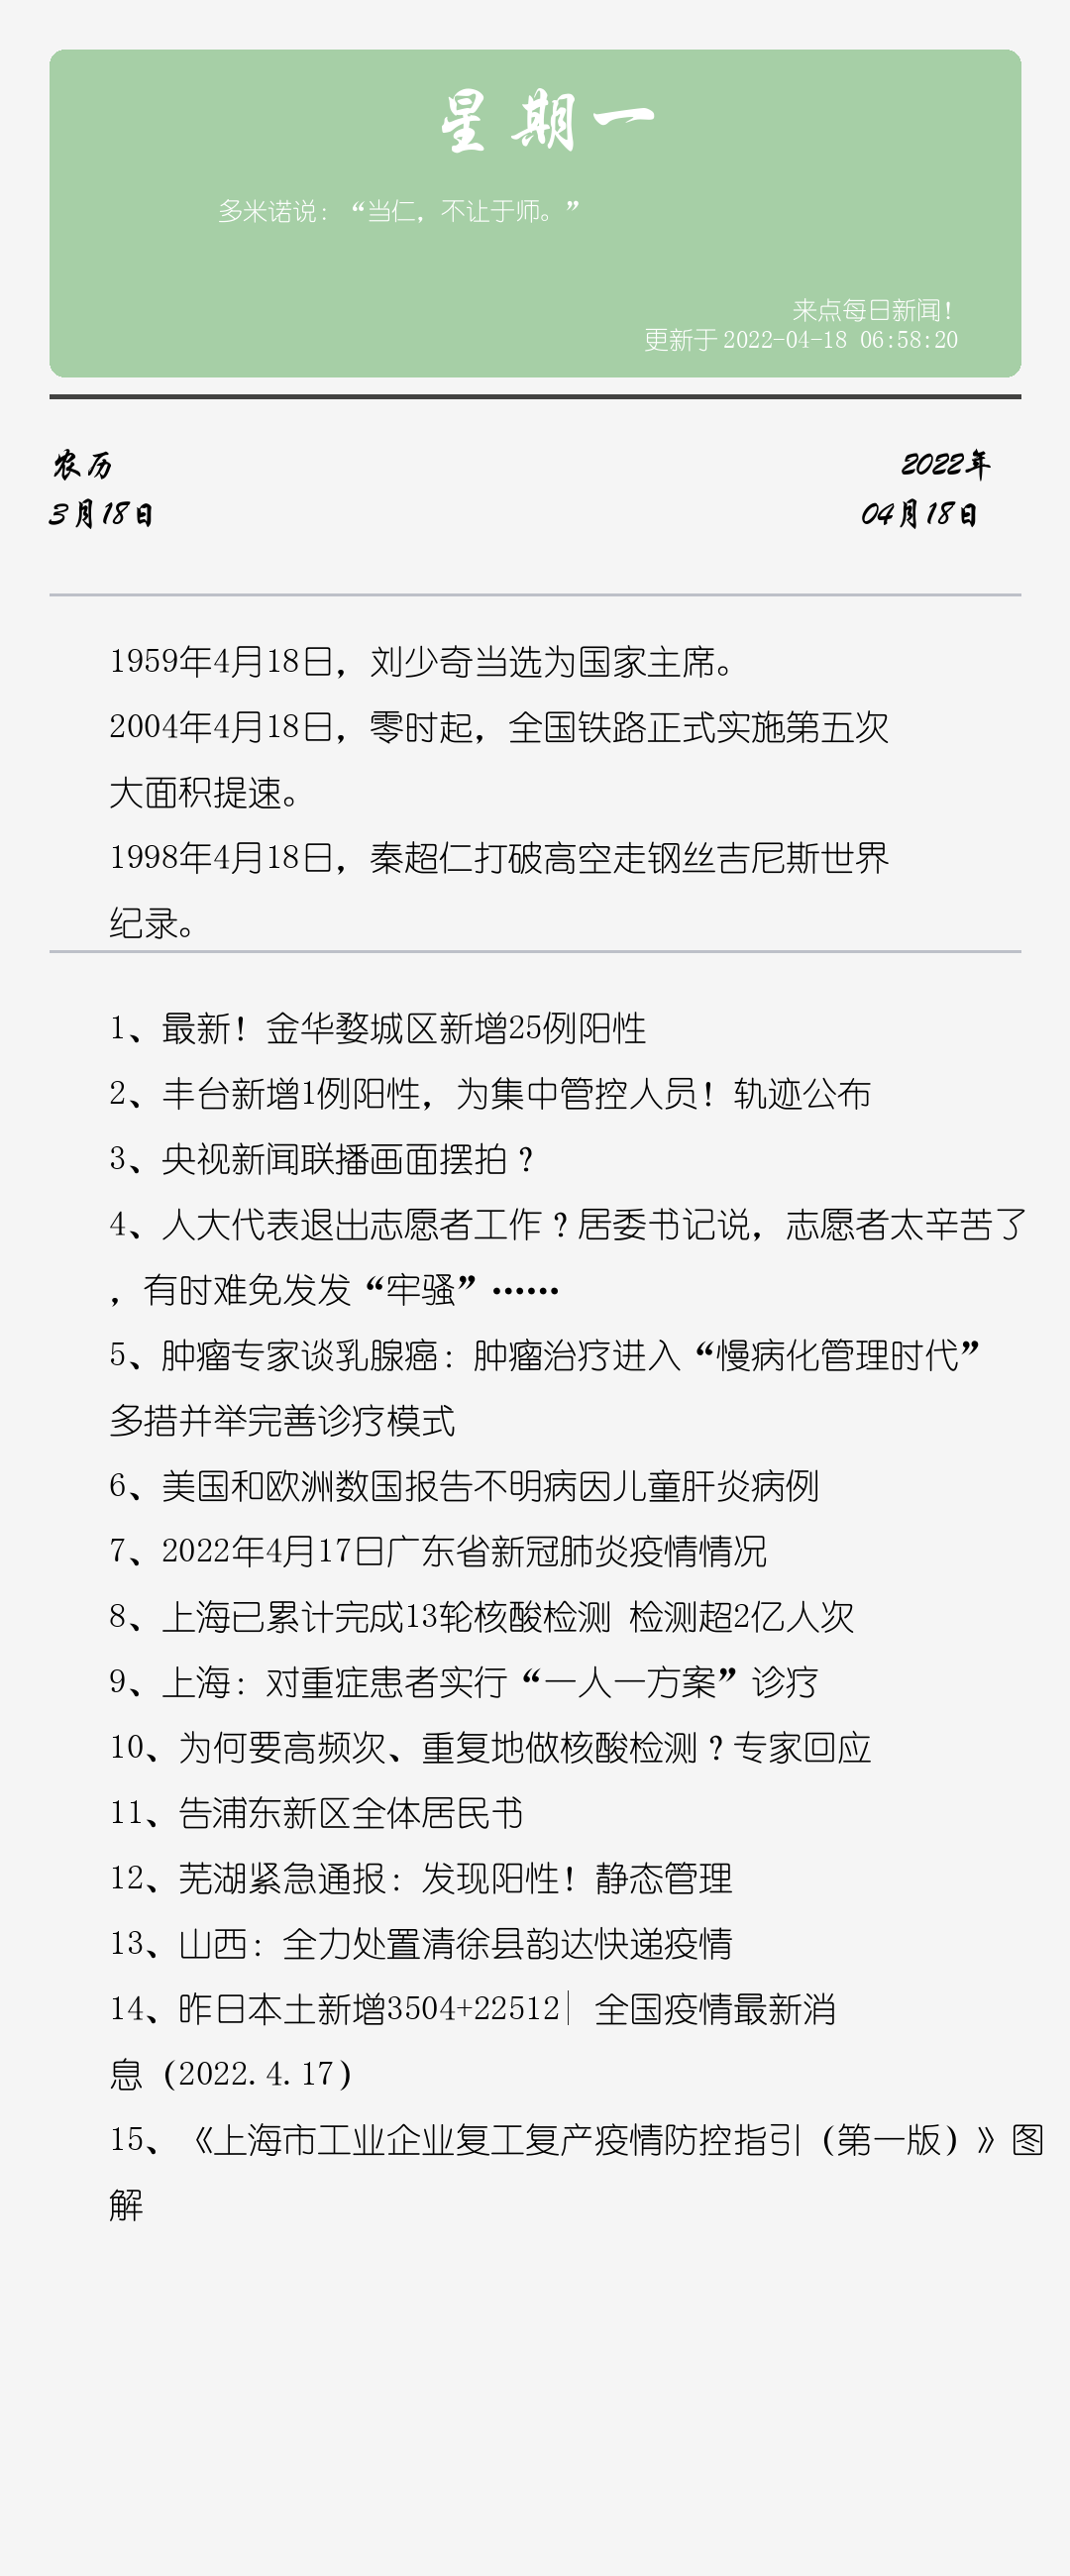 星期一
多米诺说：“当仁，不让于师。”
来点每日新闻！
更新于 2022-04-18 06:58:20
农历
2022年
3月18日
04月18日
1959年4月18日，刘少奇当选为国家主席。
2004年4月18日，零时起，全国铁路正式实施第五次
大面积提速。
1998年4月18日，秦超仁打破高空走钢丝吉尼斯世界
纪录。
1、最新！金华婺城区新增25例阳性
2、丰台新增1例阳性，为集中管控人员！轨迹公布
3、央视新闻联播画面摆拍？
4、人大代表退出志愿者工作？居委书记说，志愿者太辛苦了
，有时难免发发“牢骚”……
5、肿瘤专家谈乳腺癌：肿瘤治疗进入“慢病化管理时代”
多措并举完善诊疗模式
6、美国和欧洲数国报告不明病因儿童肝炎病例
7、2022年4月17日广东省新冠肺炎疫情情况
8、上海已累计完成13轮核酸检测 检测超2亿人次
9、上海：对重症患者实行“一人一方案”诊疗
10、为何要高频次、重复地做核酸检测？专家回应
11、告浦东新区全体居民书
12、芜湖紧急通报：发现阳性！静态管理
13、山西：全力处置清徐县韵达快递疫情
14、昨日本土新增3504+22512| 全国疫情最新消
息（2022.4.17）
15、《上海市工业企业复工复产疫情防控指引（第一版）》图
解